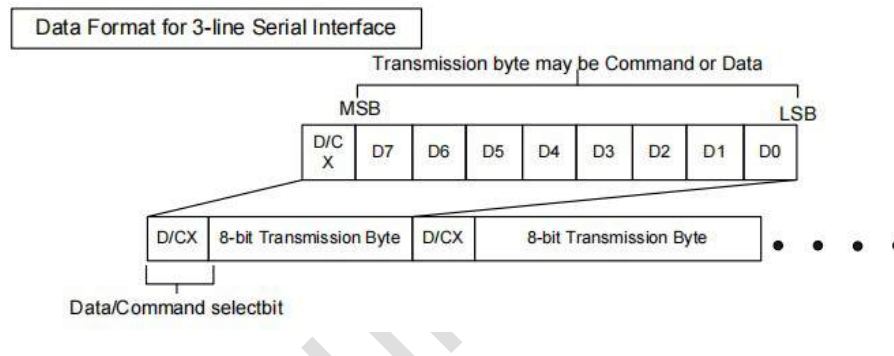 Data Format for 3-line Serial Interface
Transmission byte may be Command or Data
MSB
LSB
D/C
X
D7
D6
D5
D4
D3
D2
D1
D0
D/CX
8-bit Transmission Byte
D/CX
8-bit Transmission Byte
Data/Command selectbit